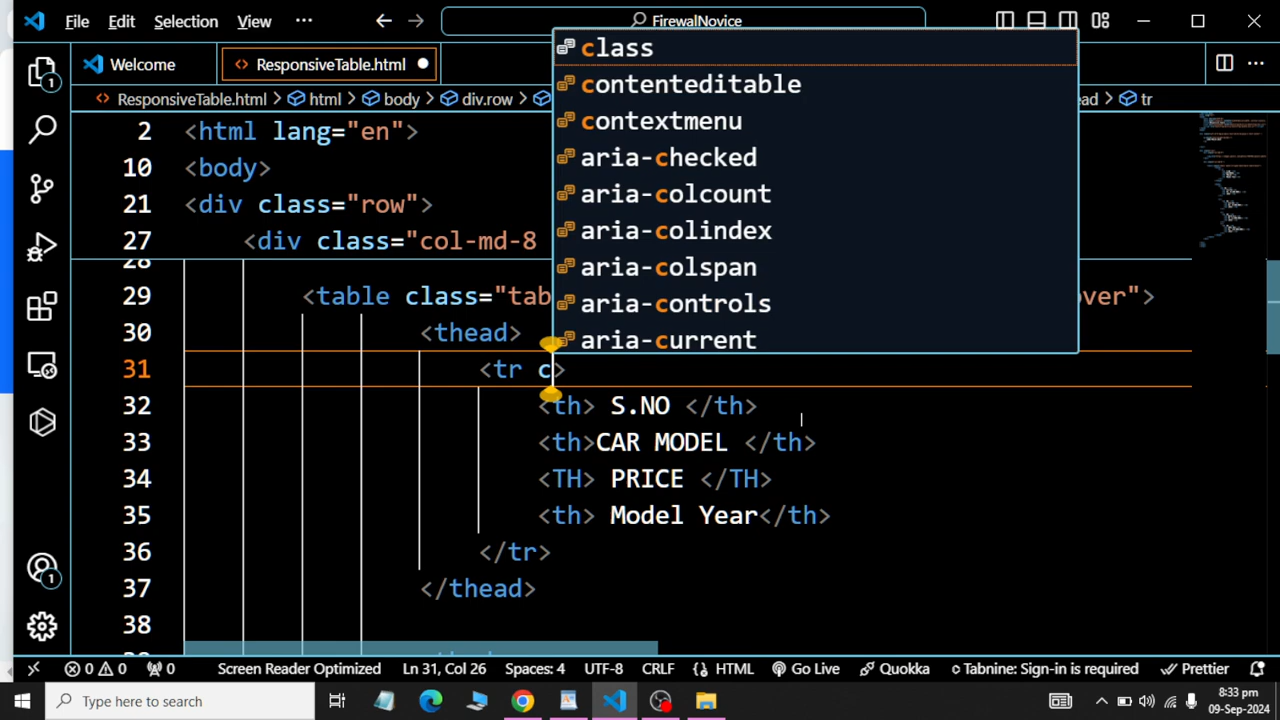 File Edit Selection View ··· FirewalNovice
Welcome
ResponsiveTable.html
ResponsiveTable.html > html > body > div.row > ead > tr
2 <html lang="en">
10 <body>
21 <div class="row">
27 <div class="col-md-8
28
29 <table class="tab over">
30 <thead>
31 <tr c>
32 <th> S.NO </th>
33 <th>CAR MODEL </th>
34 <TH> PRICE </TH>
35 <th> Model Year</th>
36 </tr>
37 </thead>
38
class
contenteditable
contextmenu
aria-checked
aria-colcount
aria-colindex
aria-colspan
aria-controls
aria-current
1
1
0 0 0 Screen Reader Optimized Ln 31, Col 26 Spaces: 4 UTF-8 CRLF HTML Go Live Quokka Tabnine: Sign-in is required Prettier
Type here to search
8:33 pm
09-Sep-2024